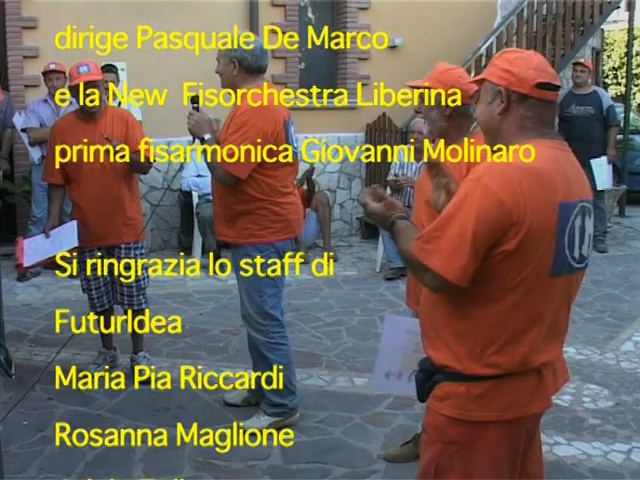 dirige Pasquale De Marco
e la New Fisorchestra Liberina
prima fisarmonica Giovanni Molinaro
Si ringrazia lo staff di
FuturIdea
Maria Pia Riccardi
Rosanna Maglione